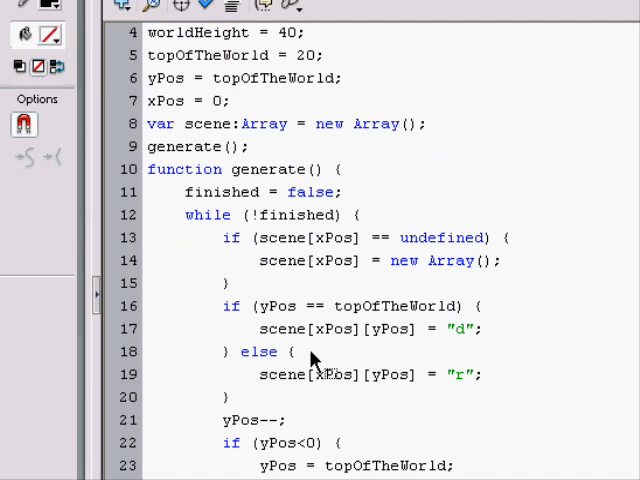 4 worldHeight = 40;
5 topOfTheWorld = 20;
6 yPos = topOfTheWorld;
Options
7 xPos = 0;
8 var scene:Array = new Array();
9 generate();
10 function generate() {
11 finished = false;
12 while (!finished) {
13 if (scene[xPos] == undefined) {
14 scene[xPos] = new Array();
15 }
16 if (yPos == topOfTheWorld) {
17 scene[xPos][yPos] = "d";
18 } else {
19 scene[xPos][yPos] = "r";
20 }
21 yPos--;
22 if (yPos<0) {
23 yPos = topOfTheWorld;